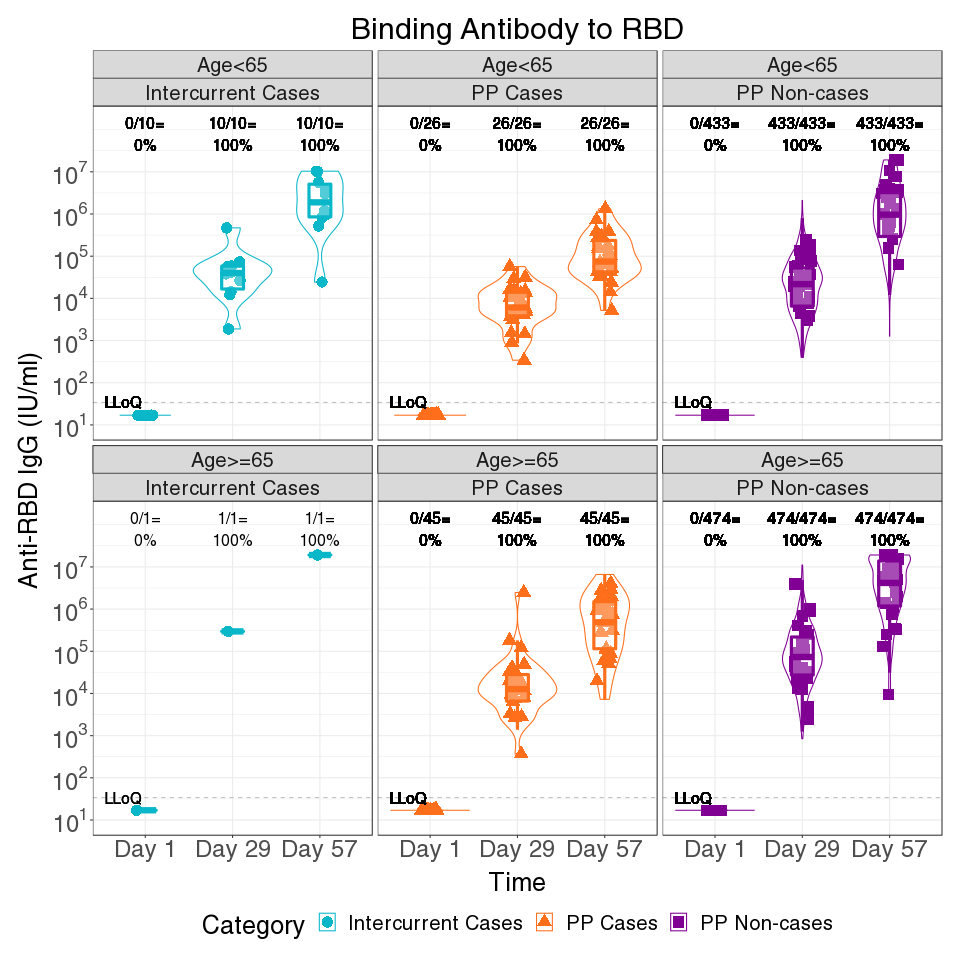 Binding Antibody to RBD
Age<65 Age<65 Age<65
Intercurrent Cases PP Cases PP Non-cases
0/10= 10/10= 10/10= 0/26= 26/26= 26/26= 0/433= 433/433= 433/433=
0% 100% 100% 0% 100% 100% 0% 100% 100%
10^7
10^6
10^5
10^4
10^3
10^2
LLoQ LLoQ LLoQ
10^1
Anti-RBD IgG (IU/ml)
Age>=65 Age>=65 Age>=65
Intercurrent Cases PP Cases PP Non-cases
0/1= 1/1= 1/1= 0/45= 45/45= 45/45= 0/474= 474/474= 474/474=
0% 100% 100% 0% 100% 100% 0% 100% 100%
10^7
10^6
10^5
10^4
10^3
10^2
LLoQ LLoQ LLoQ
10^1
Day 1 Day 29 Day 57 Day 1 Day 29 Day 57 Day 1 Day 29 Day 57
Time
Category Intercurrent Cases PP Cases PP Non-cases